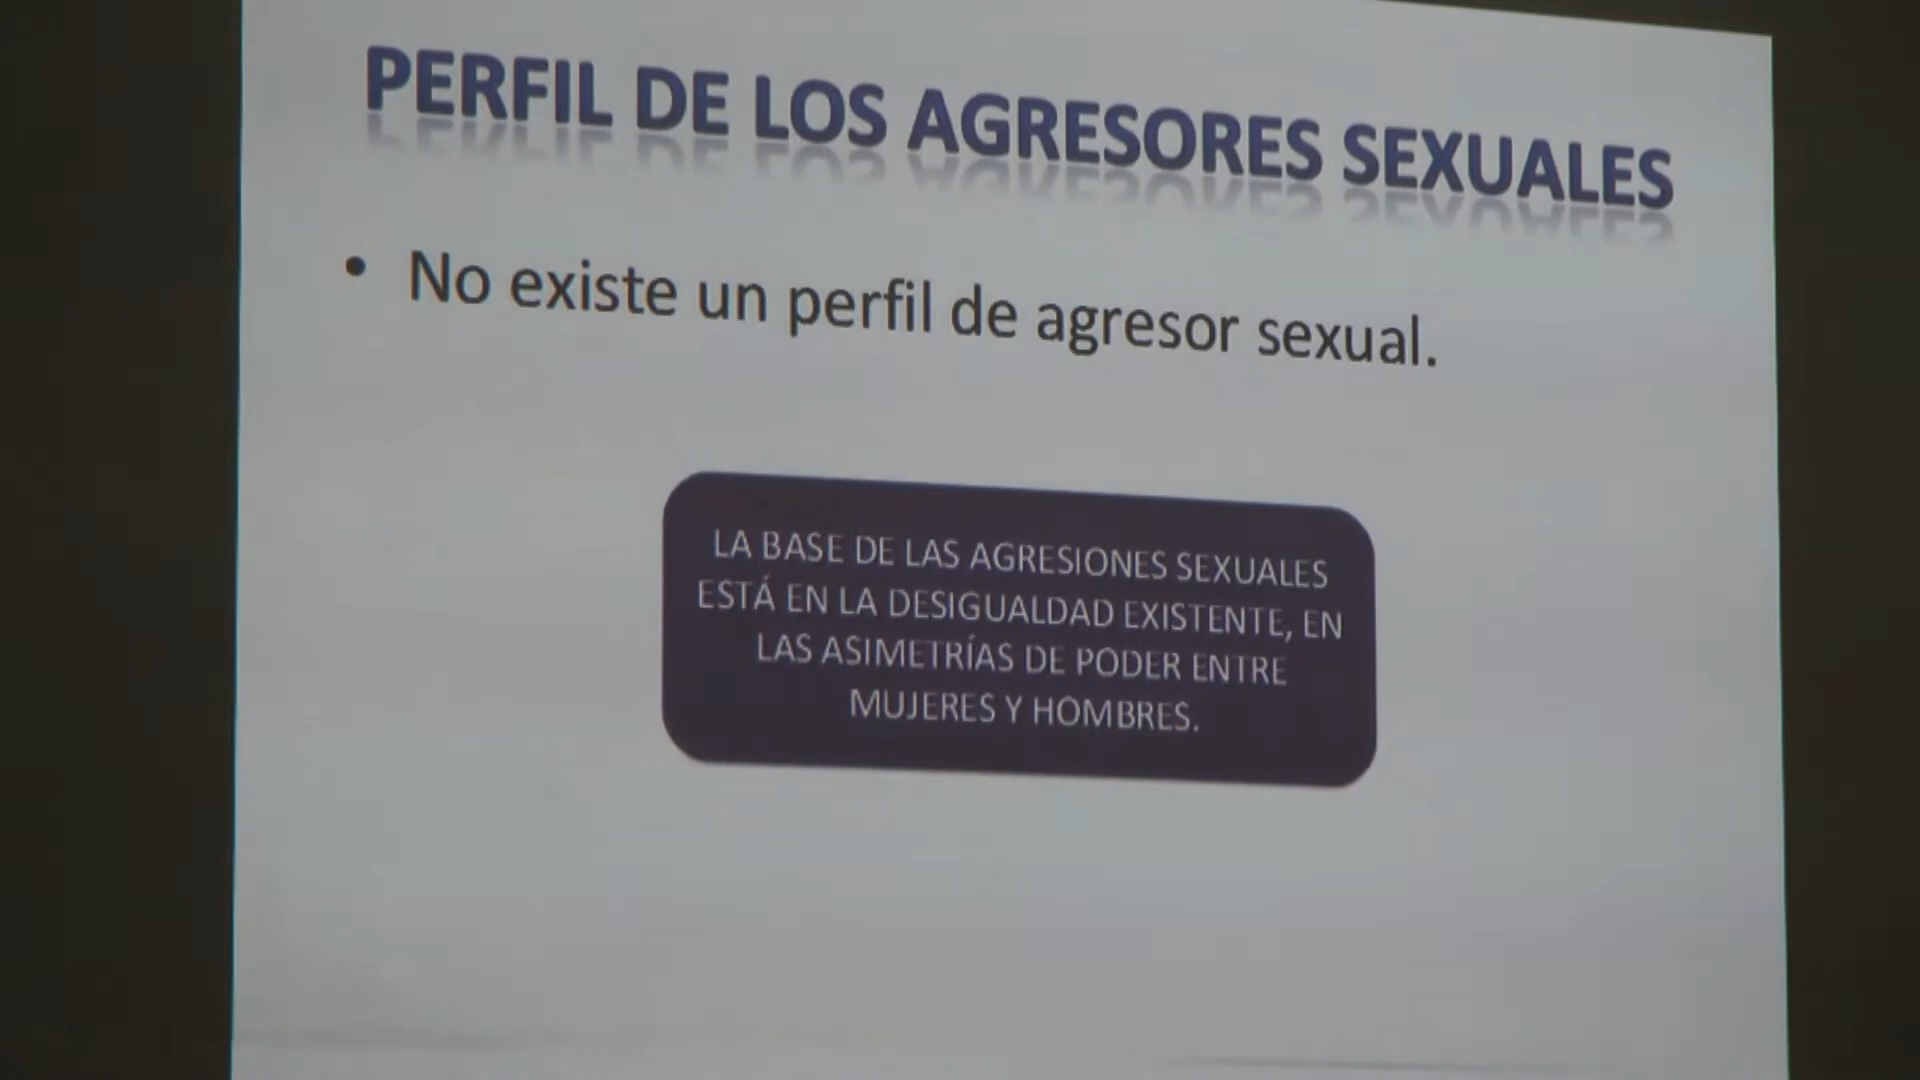 PERFIL DE LOS AGRESORES SEXUALES
• No existe un perfil de agresor sexual.
LA BASE DE LAS AGRESIONES SEXUALES
ESTÁ EN LA DESIGUALDAD EXISTENTE, EN
LAS ASIMETRÍAS DE PODER ENTRE
MUJERES Y HOMBRES.